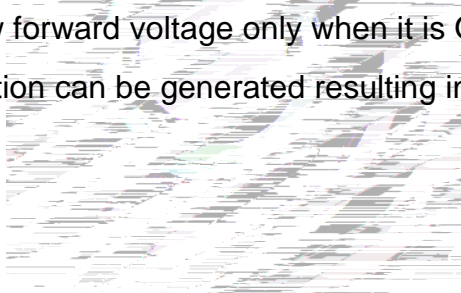 forward voltage only when it is
tion can be generated resulting in